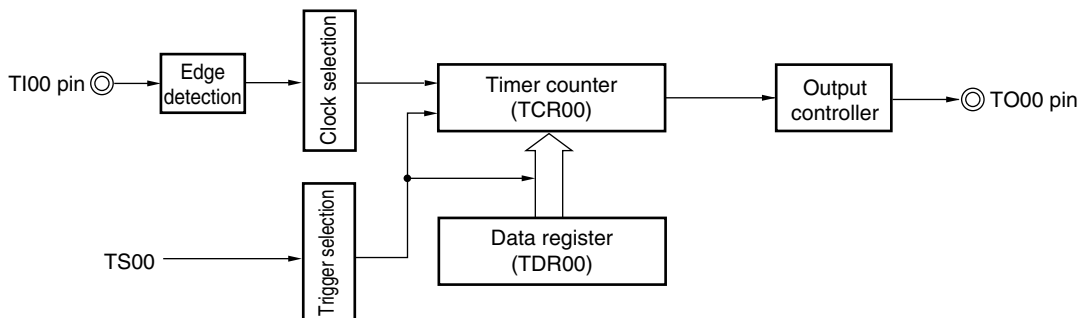 TI00 pin
Edge
detection
Clock selection
Timer counter
(TCR00)
Output
controller
TO00 pin
TS00
Trigger selection
Data register
(TDR00)